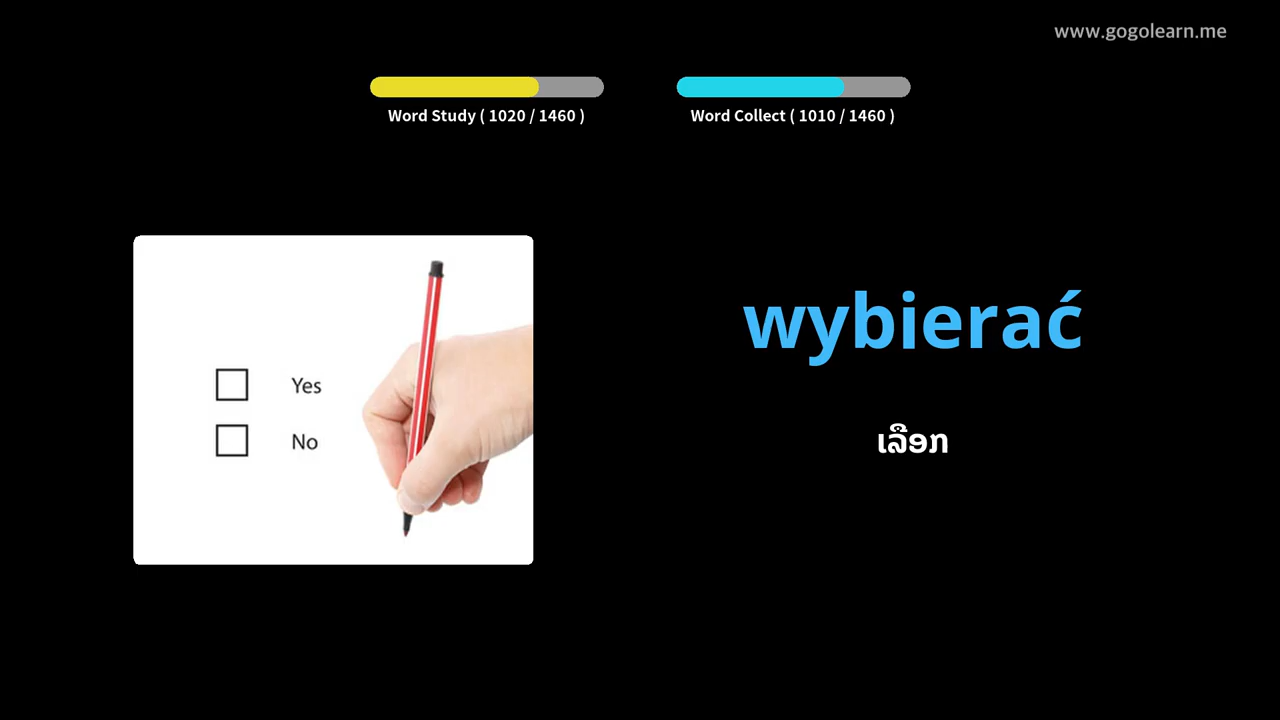 www.gogolearn.me
Word Study ( 1020 / 1460 )
Word Collect ( 1010 / 1460 )
Yes
No
wybierać
ເລືອກ